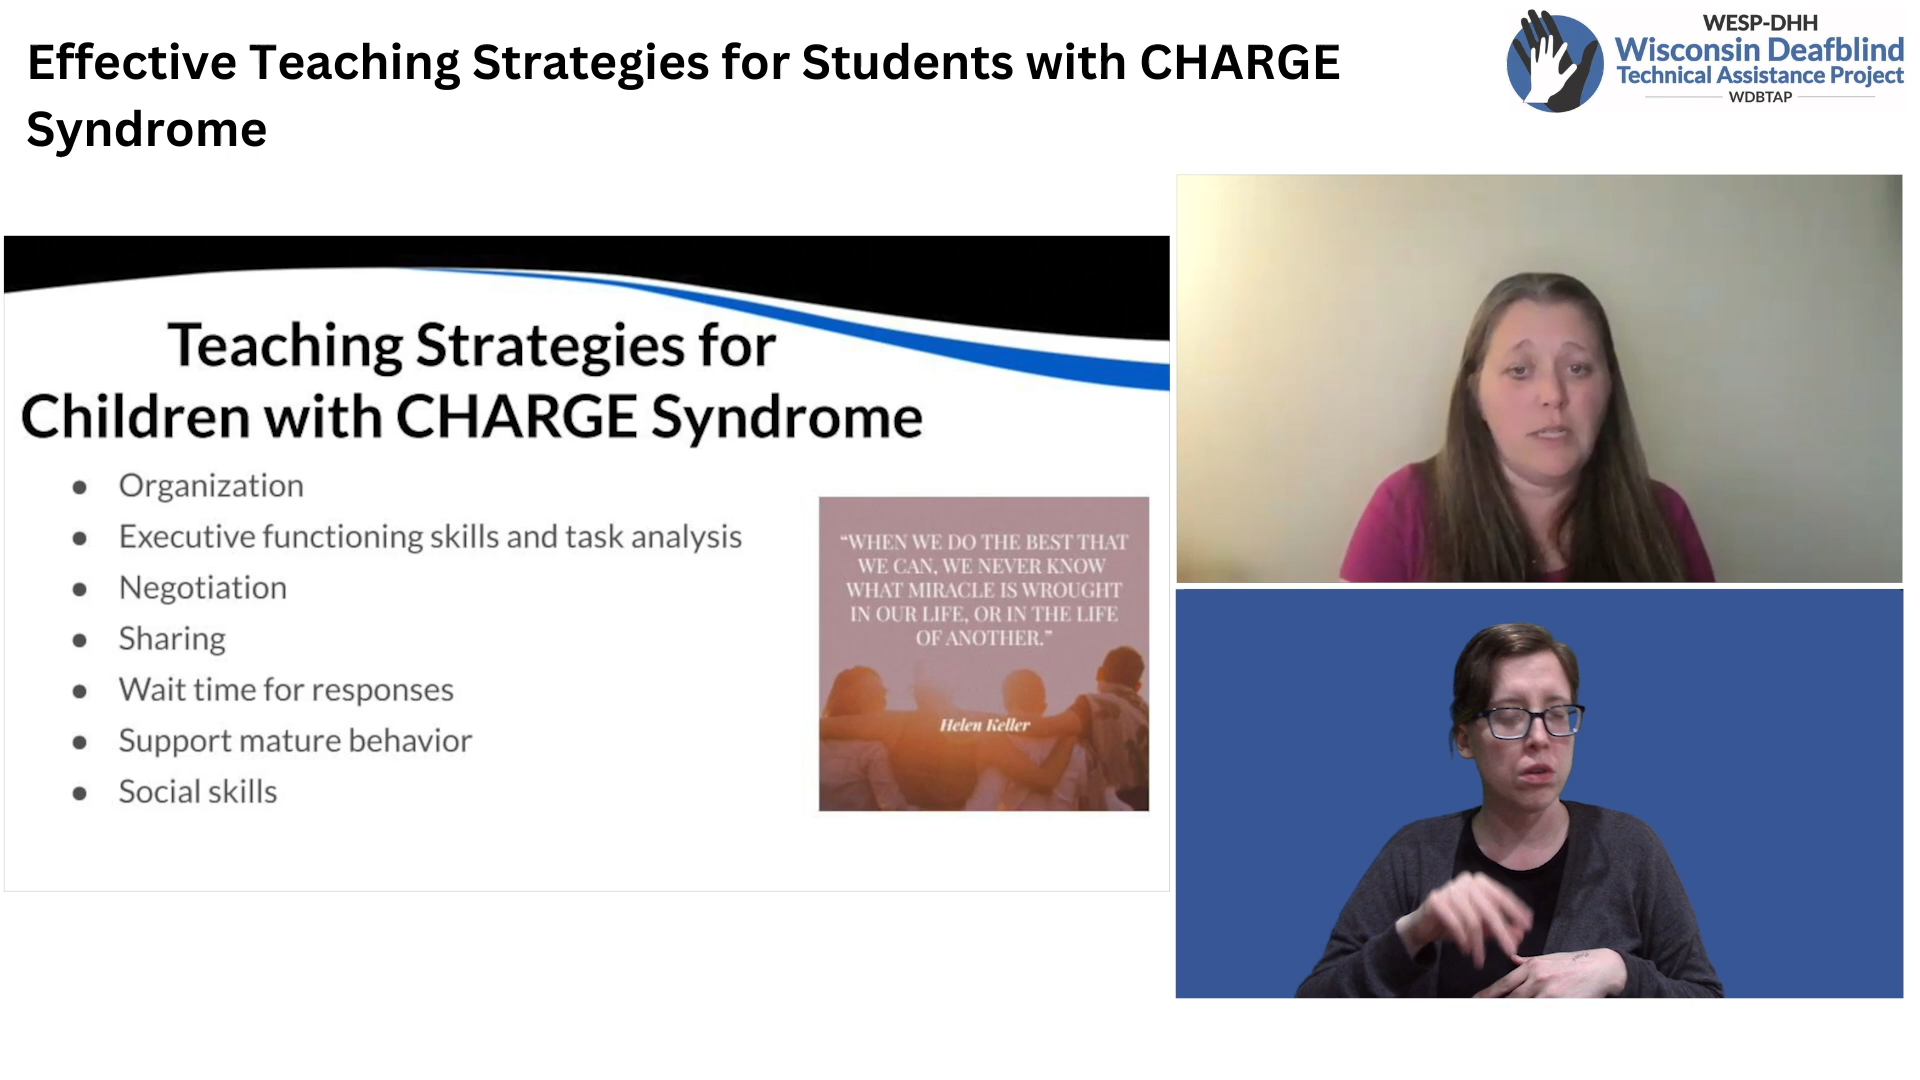 Effective Teaching Strategies for Students with CHARGE
Syndrome
WESP-DHH
Wisconsin Deafblind
Technical Assistance Project
WDBTAP
Teaching Strategies for
Children with CHARGE Syndrome
● Organization
● Executive functioning skills and task analysis
● Negotiation
● Sharing
● Wait time for responses
● Support mature behavior
● Social skills
“WHEN WE DO THE BEST THAT
WE CAN, WE NEVER KNOW
WHAT MIRACLE IS WROUGHT
IN OUR LIFE, OR IN THE LIFE
OF ANOTHER.”
Helen Keller